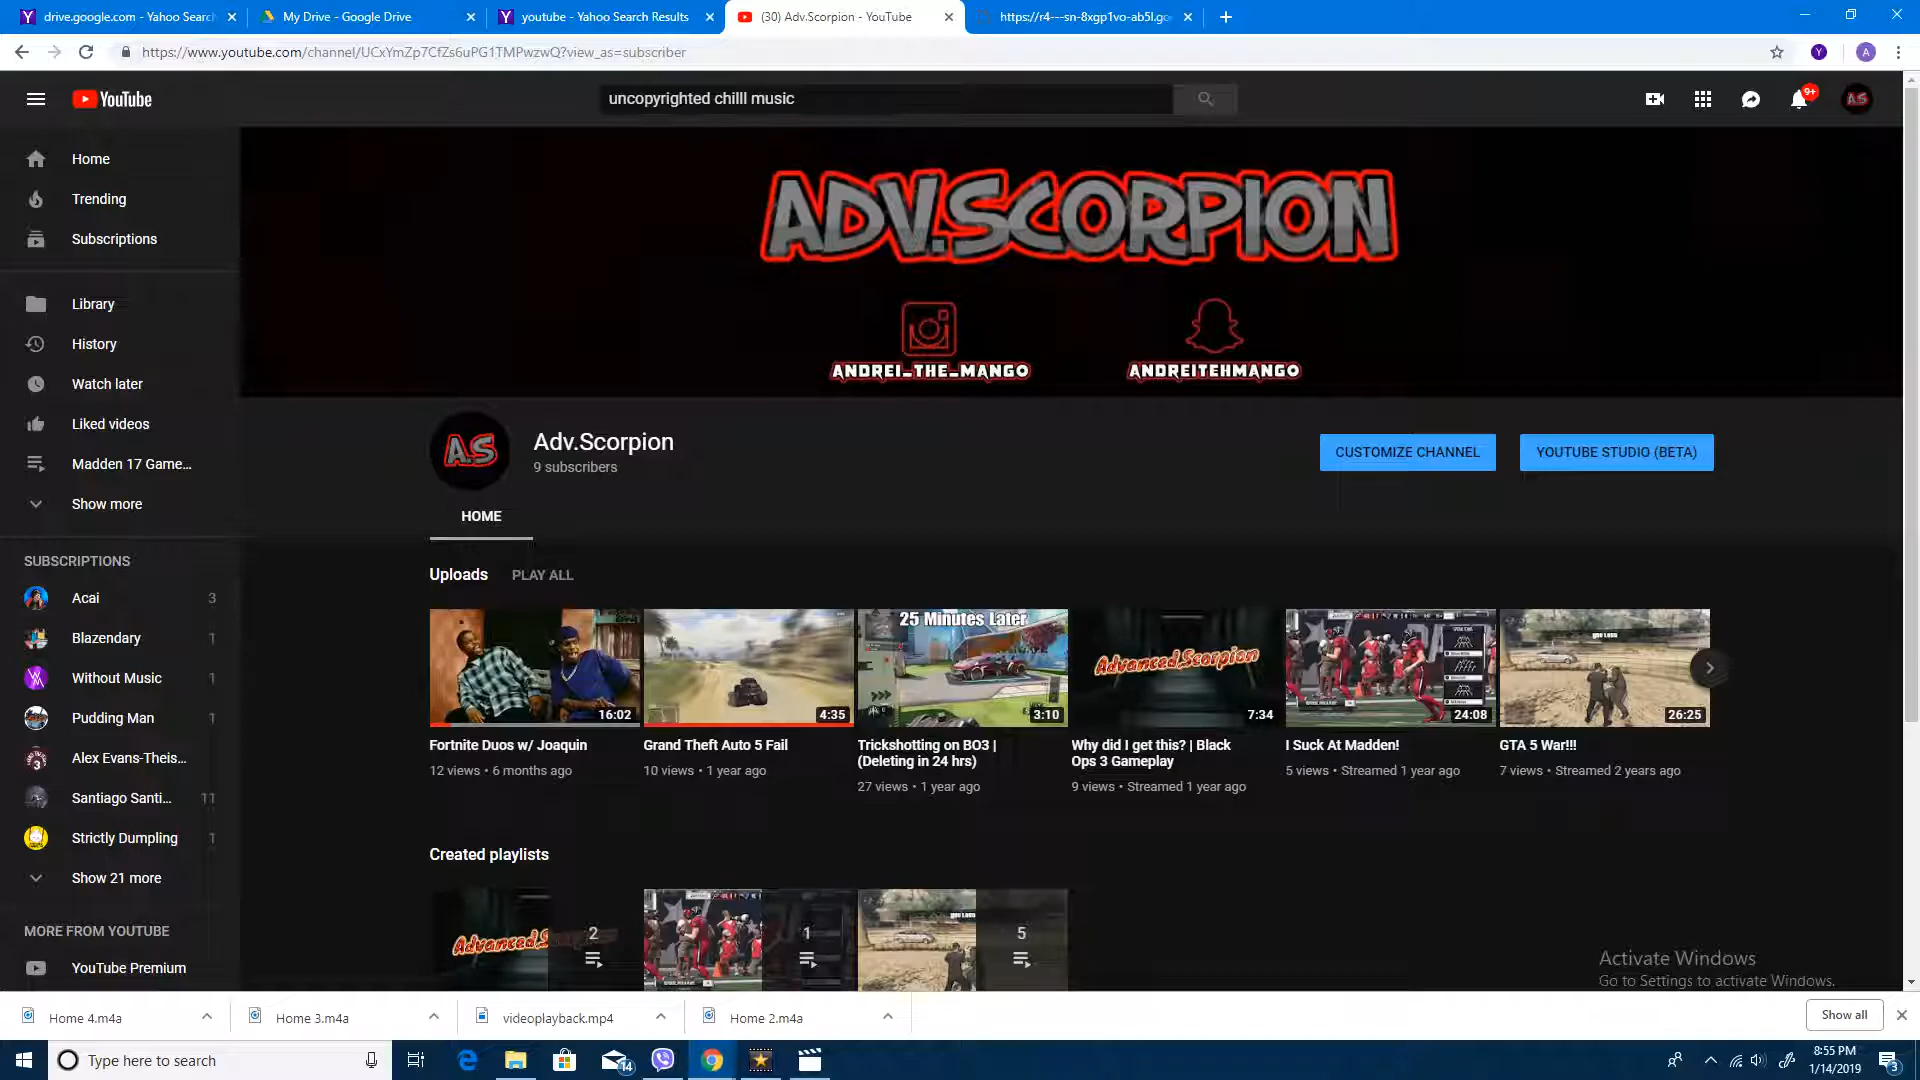 drive.google.com - Yahoo Searc
My Drive - Google Drive
youtube - Yahoo Search Results
(30) Adv.Scorpion - YouTube
https://r4---sn-8xgp1vo-ab5l.go
https://www.youtube.com/channel/UCxYmZp7CfZs6uPG1TMPwzwQ?view_as=subscriber
Y
A
YouTube
uncopyrighted chilll music
9+
A.S
Home
Trending
Subscriptions
Library
History
Watch later
Liked videos
Madden 17 Game...
Show more
SUBSCRIPTIONS
Acai 3
Blazendary 1
Without Music 1
Pudding Man 1
Alex Evans-Theis...
Santiago Santi... 11
Strictly Dumpling 1
Show 21 more
MORE FROM YOUTUBE
YouTube Premium
ADV.SCORPION
ANDREI_THE_MANGO
ANDREITEHMANGO
A.S
Adv.Scorpion
9 subscribers
CUSTOMIZE CHANNEL
YOUTUBE STUDIO (BETA)
HOME
Uploads PLAY ALL
16:02
4:35
25 Minutes Later
3:10
Advanced.Scorpion
7:34
24:08
26:25
Fortnite Duos w/ Joaquin
12 views • 6 months ago
Grand Theft Auto 5 Fail
10 views • 1 year ago
Trickshotting on BO3 |
(Deleting in 24 hrs)
27 views • 1 year ago
Why did I get this? | Black
Ops 3 Gameplay
9 views • Streamed 1 year ago
I Suck At Madden!
5 views • Streamed 1 year ago
GTA 5 War!!!
7 views • Streamed 2 years ago
Created playlists
2
1
5
Activate Windows
Go to Settings to activate Windows.
Home 4.m4a
Home 3.m4a
videoplayback.mp4
Home 2.m4a
Show all
Type here to search
14
8:55 PM
1/14/2019
3